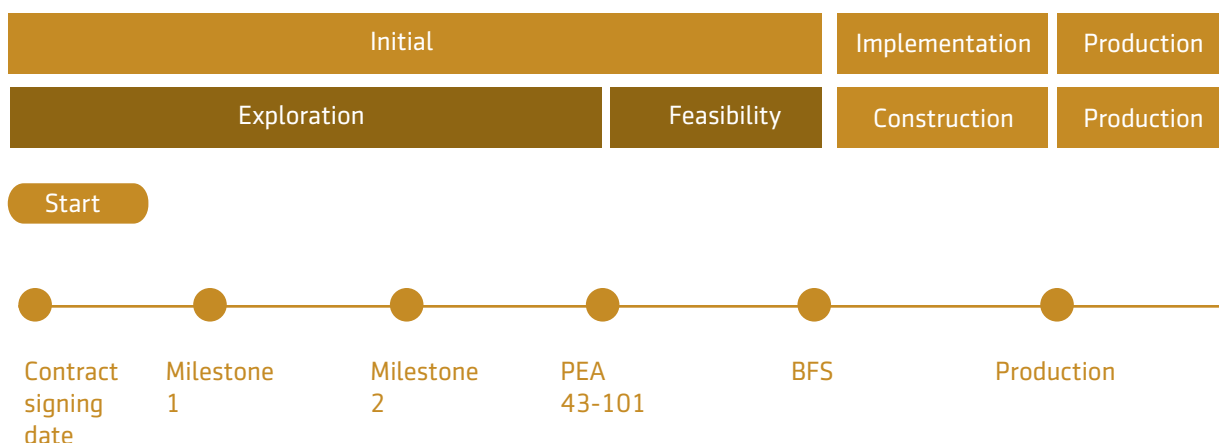 Initial Implementation Production
Exploration Feasibility Construction Production
Start
Contract signing date
Milestone 1
Milestone 2
PEA 43-101
BFS
Production